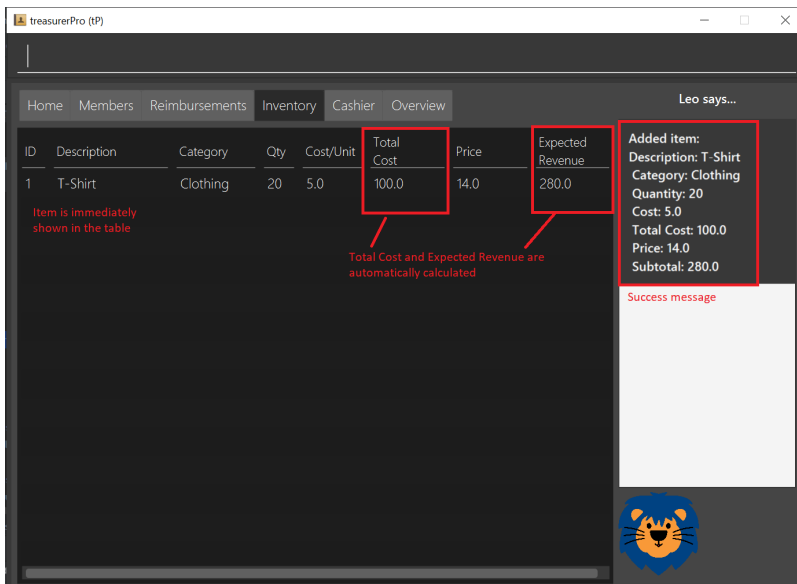 treasurerPro (tP)
Home Members Reimbursements Inventory Cashier Overview
Leo says...
ID Description Category Qty Cost/Unit Total Cost Price Expected Revenue
1 T-Shirt Clothing 20 5.0 100.0 14.0 280.0
Item is immediately
shown in the table
Total Cost and Expected Revenue are
automatically calculated
Added item:
Description: T-Shirt
Category: Clothing
Quantity: 20
Cost: 5.0
Total Cost: 100.0
Price: 14.0
Subtotal: 280.0
Success message